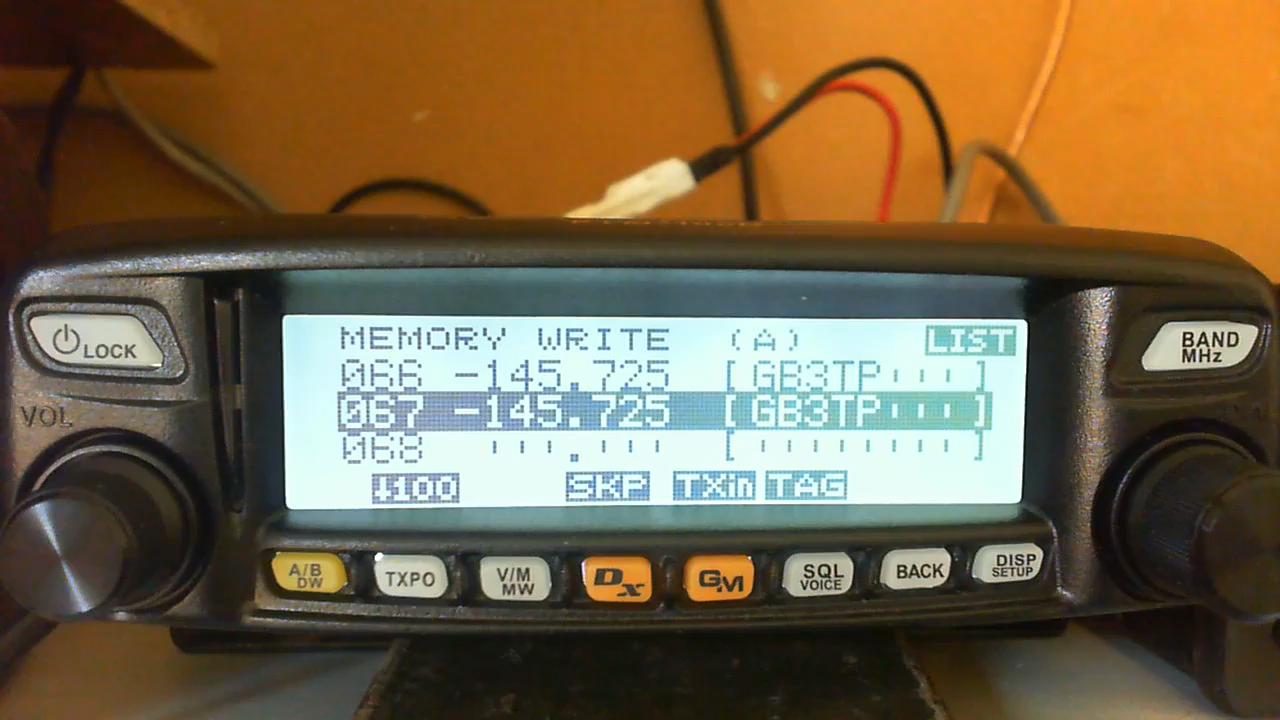 MEMORY WRITE (A) LIST
066 -145.725 [GB3TP···]
067 -145.725 [GB3TP···]
068 ···.··· [········]
↓100 SKP TXin TAG
LOCK
VOL
BAND
MHz
A/B
DW
TXPO
V/M
MW
DX
GM
SQL
VOICE
BACK
DISP
SETUP